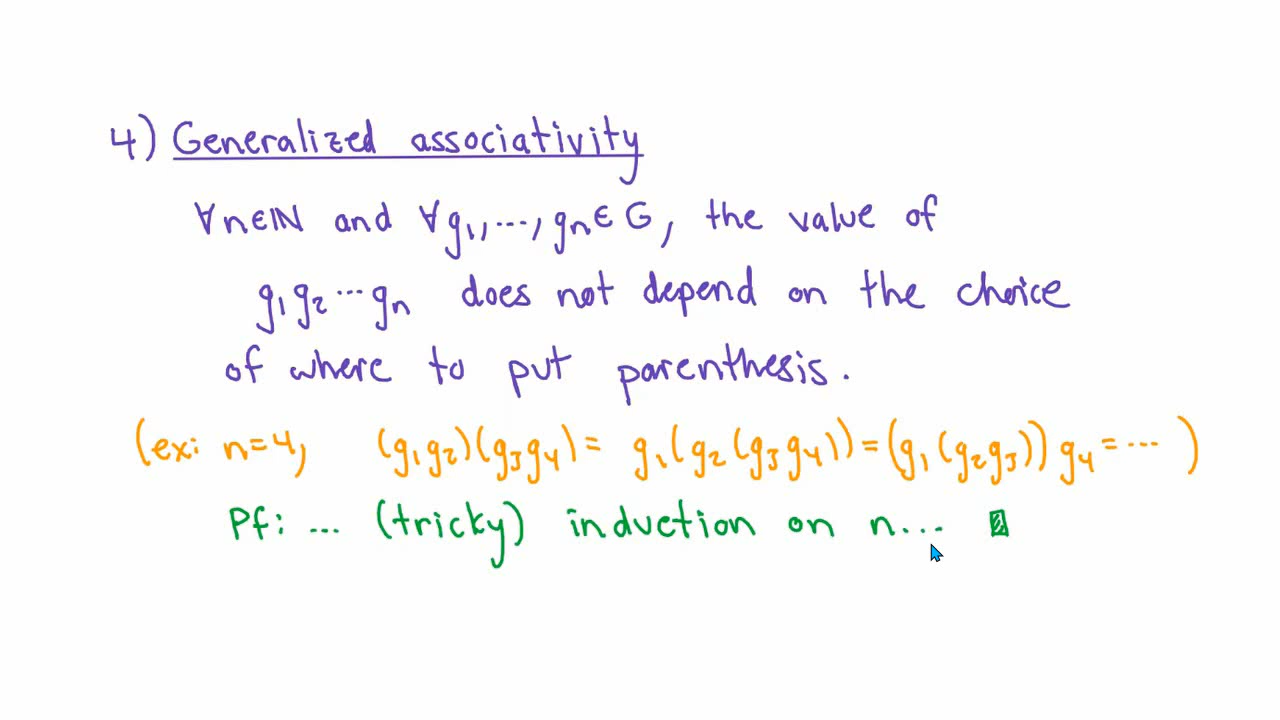 4) Generalized associativity
∀n∈ℕ and ∀g₁,...,gₙ∈G, the value of
g₁g₂...gₙ does not depend on the choice
of where to put parenthesis.
(ex: n=4, (g₁g₂)(g₃g₄)= g₁(g₂(g₃g₄))=(g₁(g₂g₃))g₄=...)
Pf: ... (tricky) induction on n...